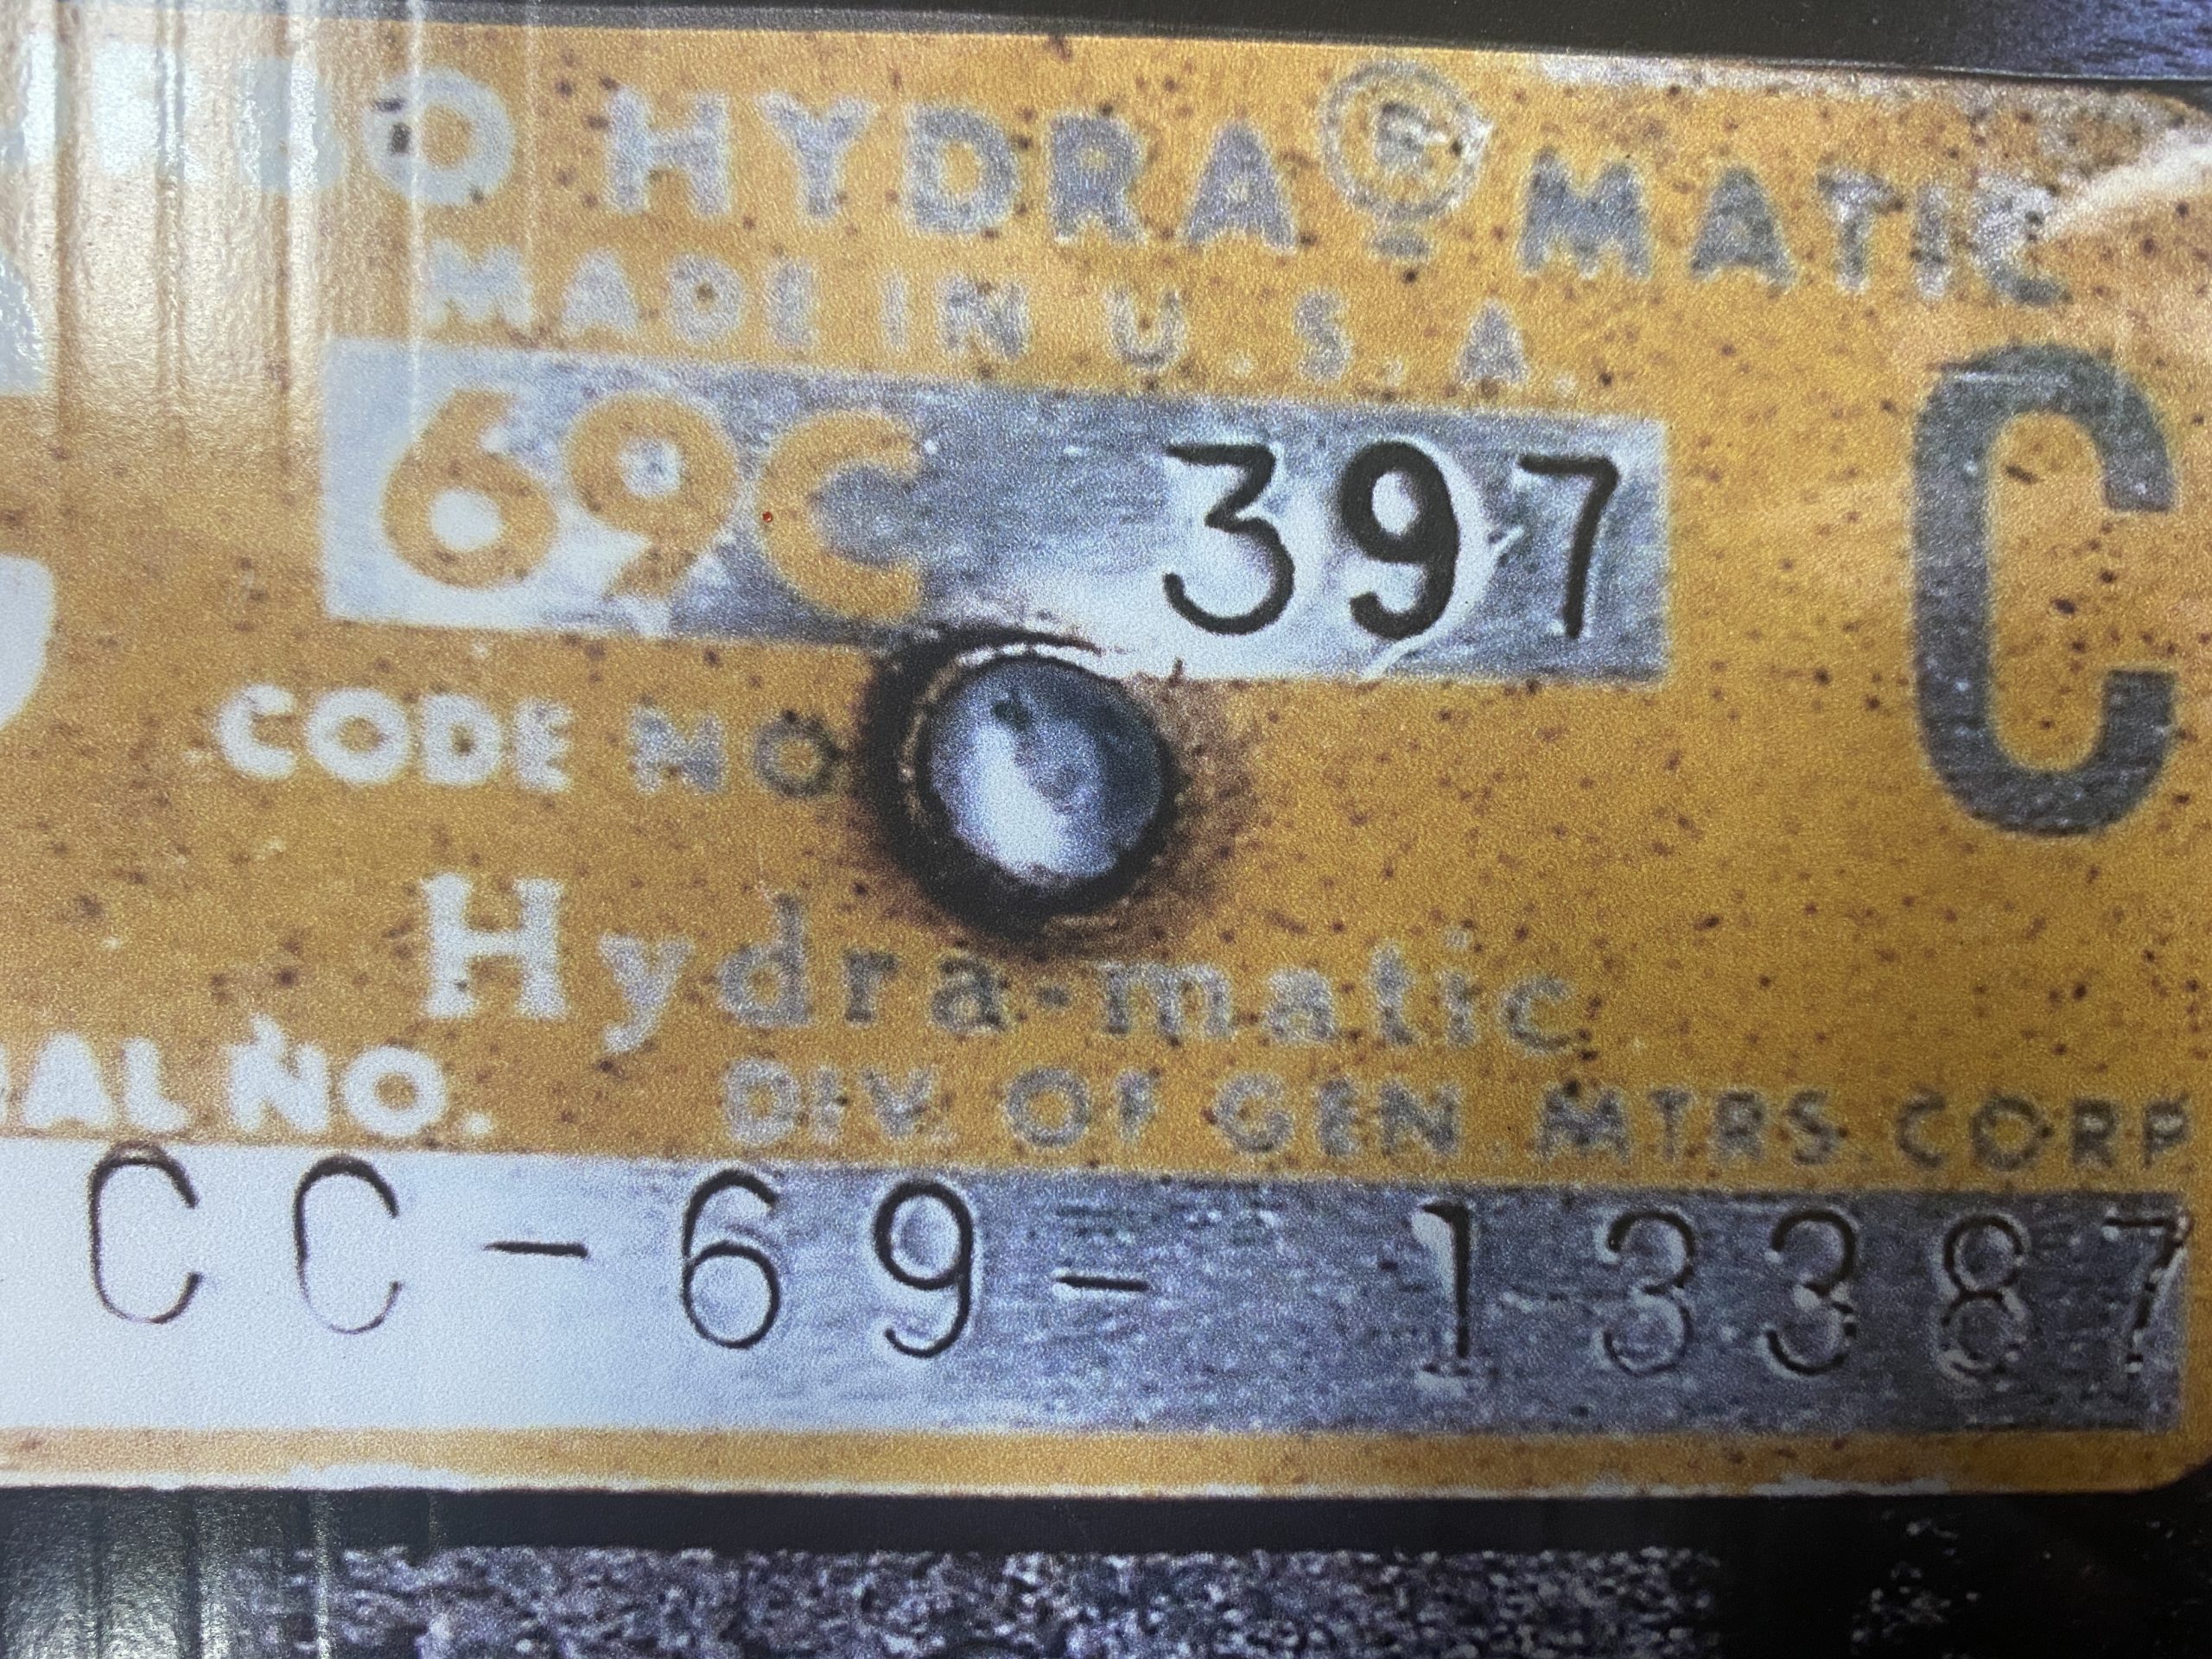 O HYDRA MATIC
MADE IN U.S.A.
69C 397
C
CODE NO
Hydra-matic
AL NO.
DIV. OF GEN. MTRS. CORP
CC-69- 13387